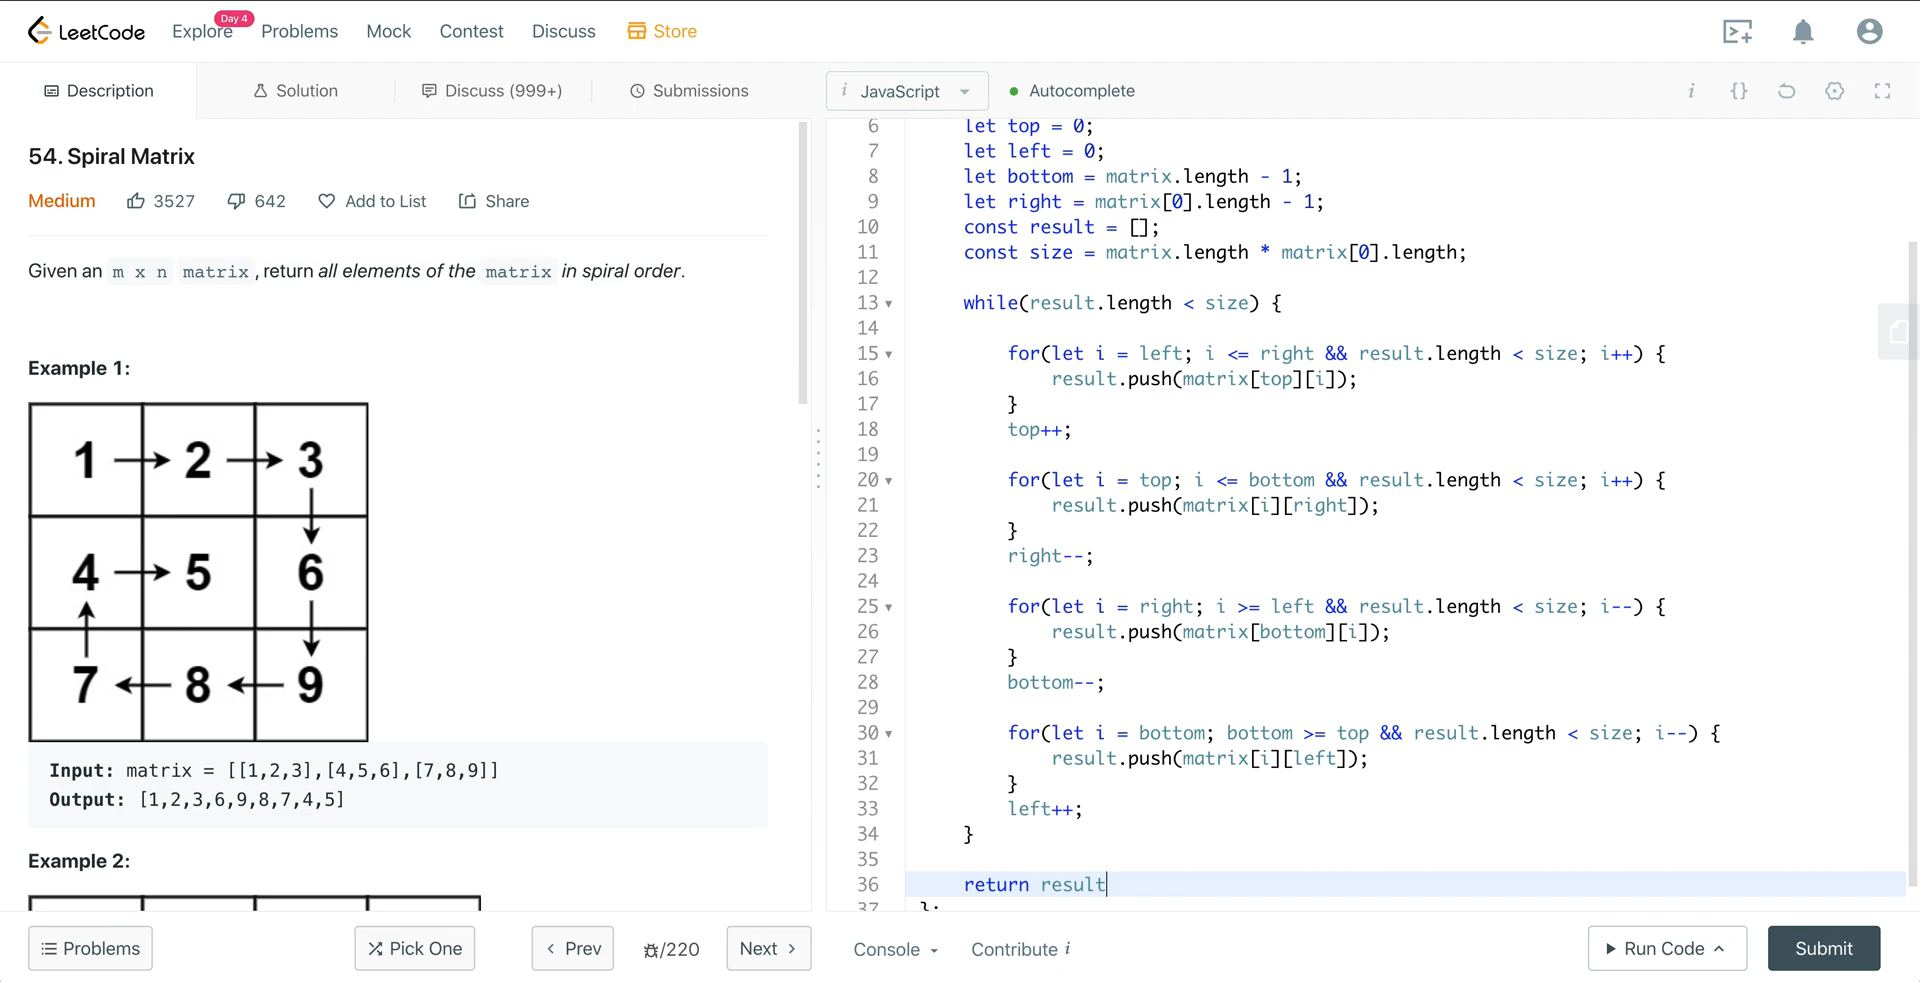 LeetCode Explore Day 4 Problems Mock Contest Discuss Store
Description Solution Discuss (999+) Submissions
54. Spiral Matrix
Medium 3527 642 Add to List Share
Given an m x n matrix, return all elements of the matrix in spiral order.
Example 1:
1 2 3
4 5 6
7 8 9
Input: matrix = [[1,2,3],[4,5,6],[7,8,9]]
Output: [1,2,3,6,9,8,7,4,5]
Example 2:
i JavaScript Autocomplete i {}
6 let top = 0;
7 let left = 0;
8 let bottom = matrix.length - 1;
9 let right = matrix[0].length - 1;
10 const result = [];
11 const size = matrix.length * matrix[0].length;
12
13 while(result.length < size) {
14
15 for(let i = left; i <= right && result.length < size; i++) {
16 result.push(matrix[top][i]);
17 }
18 top++;
19
20 for(let i = top; i <= bottom && result.length < size; i++) {
21 result.push(matrix[i][right]);
22 }
23 right--;
24
25 for(let i = right; i >= left && result.length < size; i--) {
26 result.push(matrix[bottom][i]);
27 }
28 bottom--;
29
30 for(let i = bottom; bottom >= top && result.length < size; i--) {
31 result.push(matrix[i][left]);
32 }
33 left++;
34 }
35
36 return result
37 };
Problems Pick One Prev /220 Next Console Contribute i Run Code Submit